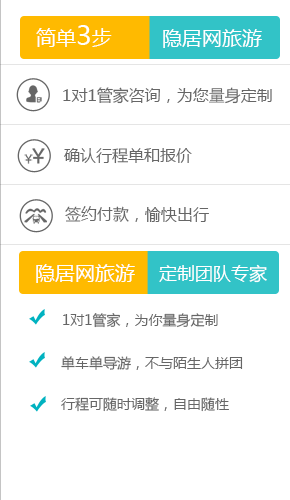 简单3步 隐居网旅游
1对1管家咨询，为您量身定制
确认行程单和报价
签约付款，愉快出行
隐居网旅游 定制团队专家
1对1管家，为你量身定制
单车单导游，不与陌生人拼团
行程可随时调整，自由随性